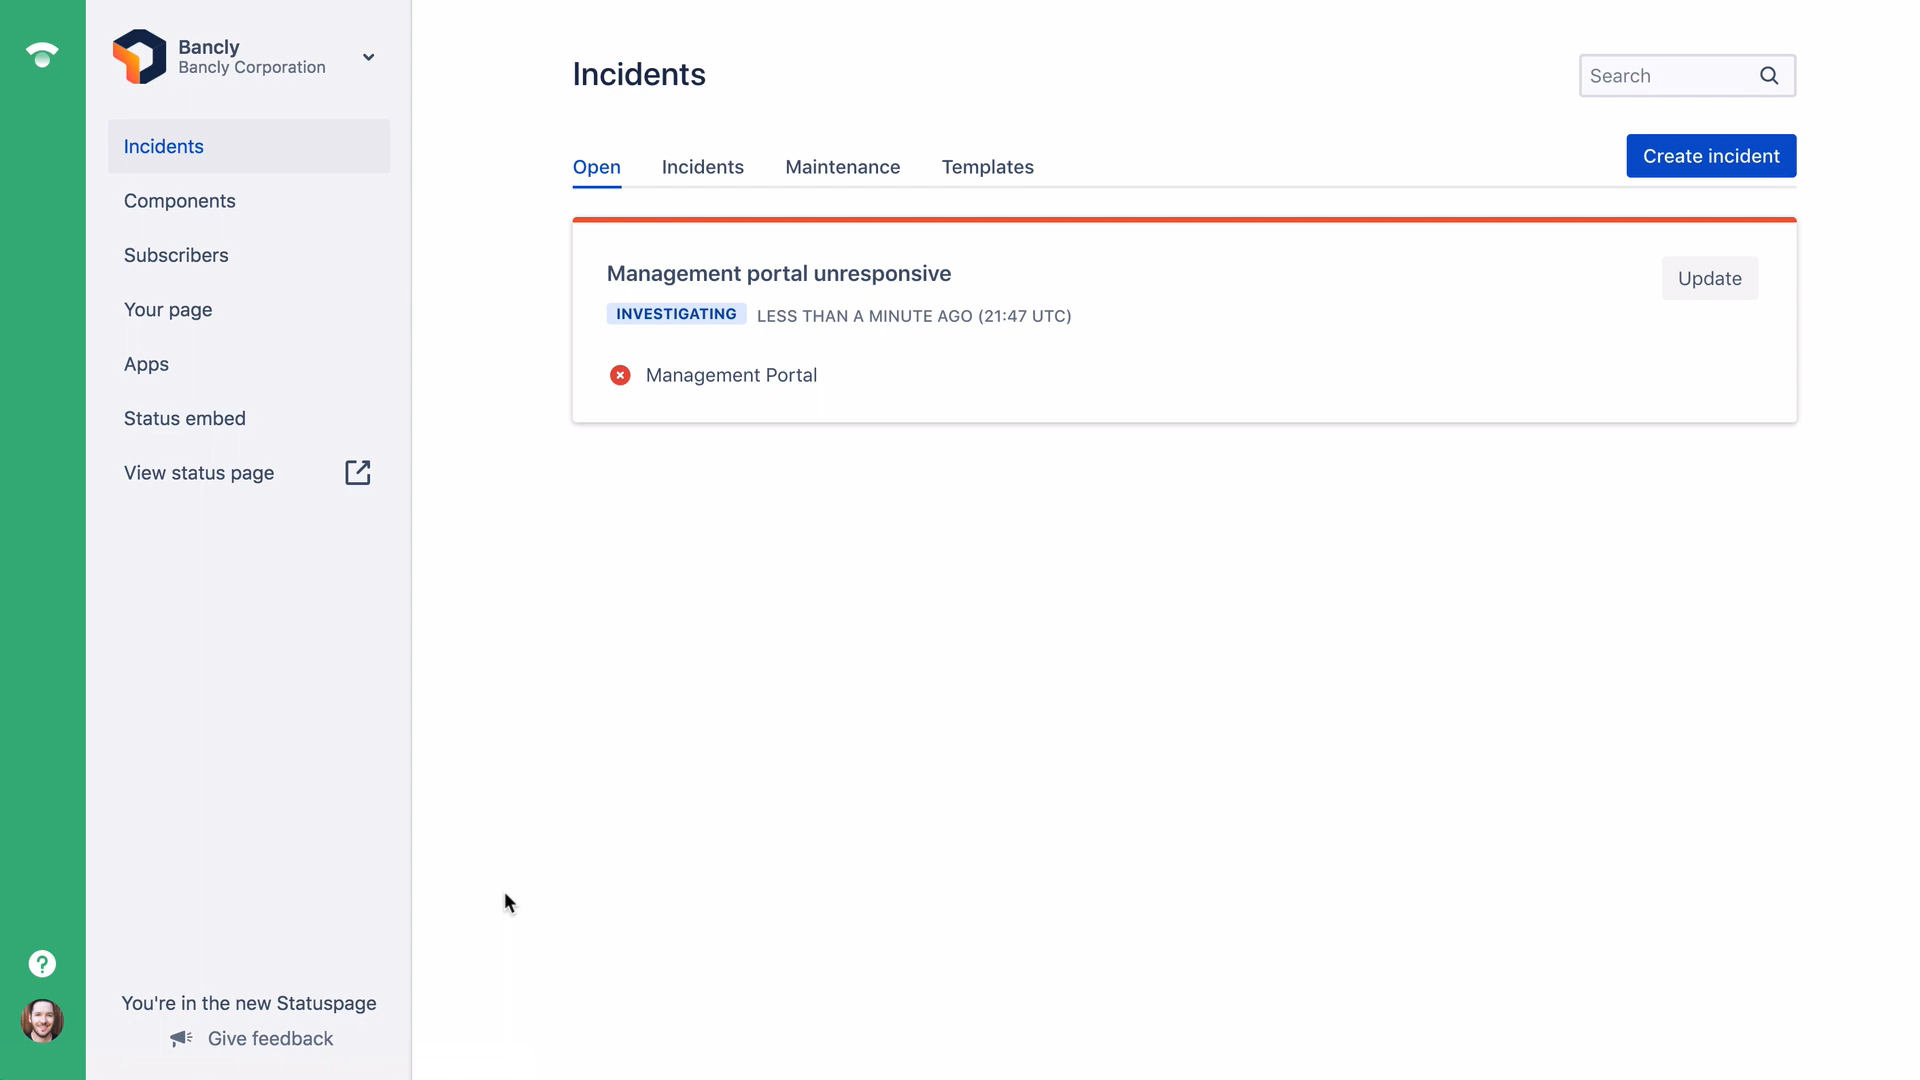 Bancly
Bancly Corporation
Incidents
Components
Subscribers
Your page
Apps
Status embed
View status page
?
You're in the new Statuspage
Give feedback
Incidents
Search
Open Incidents Maintenance Templates
Create incident
Management portal unresponsive
Update
INVESTIGATING LESS THAN A MINUTE AGO (21:47 UTC)
Management Portal